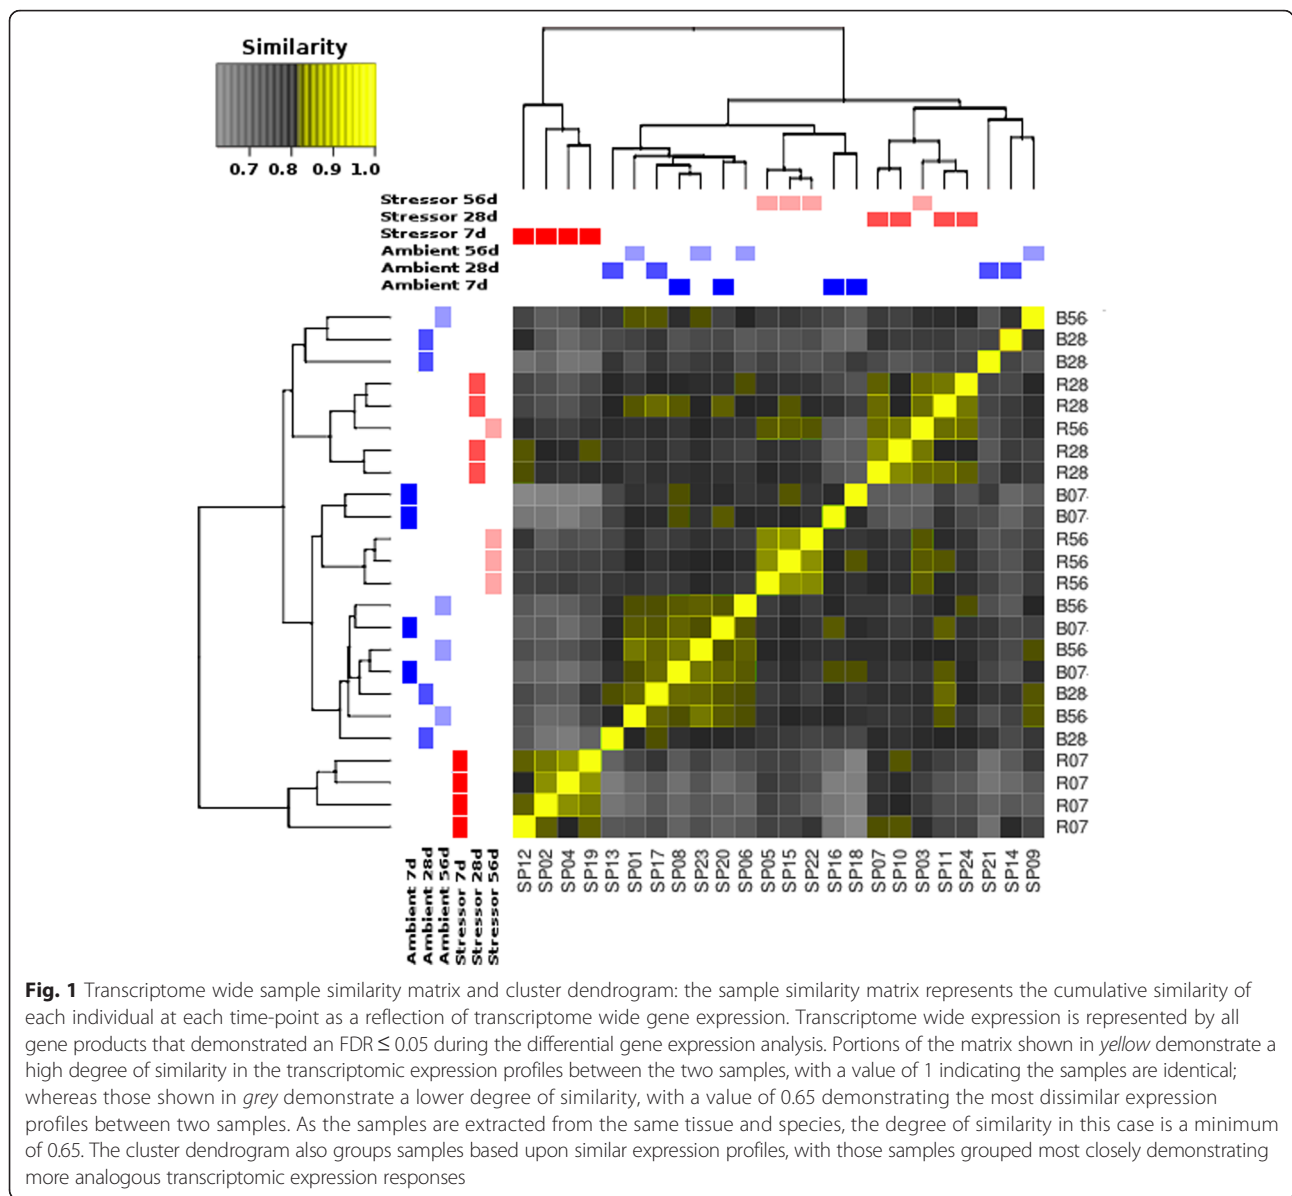 Similarity
0.7 0.8 0.9 1.0
Stressor 56d
Stressor 28d
Stressor 7d
Ambient 56d
Ambient 28d
Ambient 7d
B56
B28
B28
R28
R28
R56
R28
R28
B07
B07
R56
R56
R56
B56
B07
B56
B07
B28
B56
B28
R07
R07
R07
R07
Ambient 7d
Ambient 28d
Ambient 56d
Stressor 7d
Stressor 28d
Stressor 56d
SP12 SP02 SP04 SP19 SP13 SP01 SP17 SP08 SP23 SP20 SP06 SP05 SP15 SP22 SP16 SP18 SP07 SP10 SP03 SP11 SP24 SP21 SP14 SP09
Fig. 1 Transcriptome wide sample similarity matrix and cluster dendrogram: the sample similarity matrix represents the cumulative similarity of
each individual at each time-point as a reflection of transcriptome wide gene expression. Transcriptome wide expression is represented by all
gene products that demonstrated an FDR ≤ 0.05 during the differential gene expression analysis. Portions of the matrix shown in yellow demonstrate a
high degree of similarity in the transcriptomic expression profiles between the two samples, with a value of 1 indicating the samples are identical;
whereas those shown in grey demonstrate a lower degree of similarity, with a value of 0.65 demonstrating the most dissimilar expression
profiles between two samples. As the samples are extracted from the same tissue and species, the degree of similarity in this case is a minimum
of 0.65. The cluster dendrogram also groups samples based upon similar expression profiles, with those samples grouped most closely demonstrating
more analogous transcriptomic expression responses